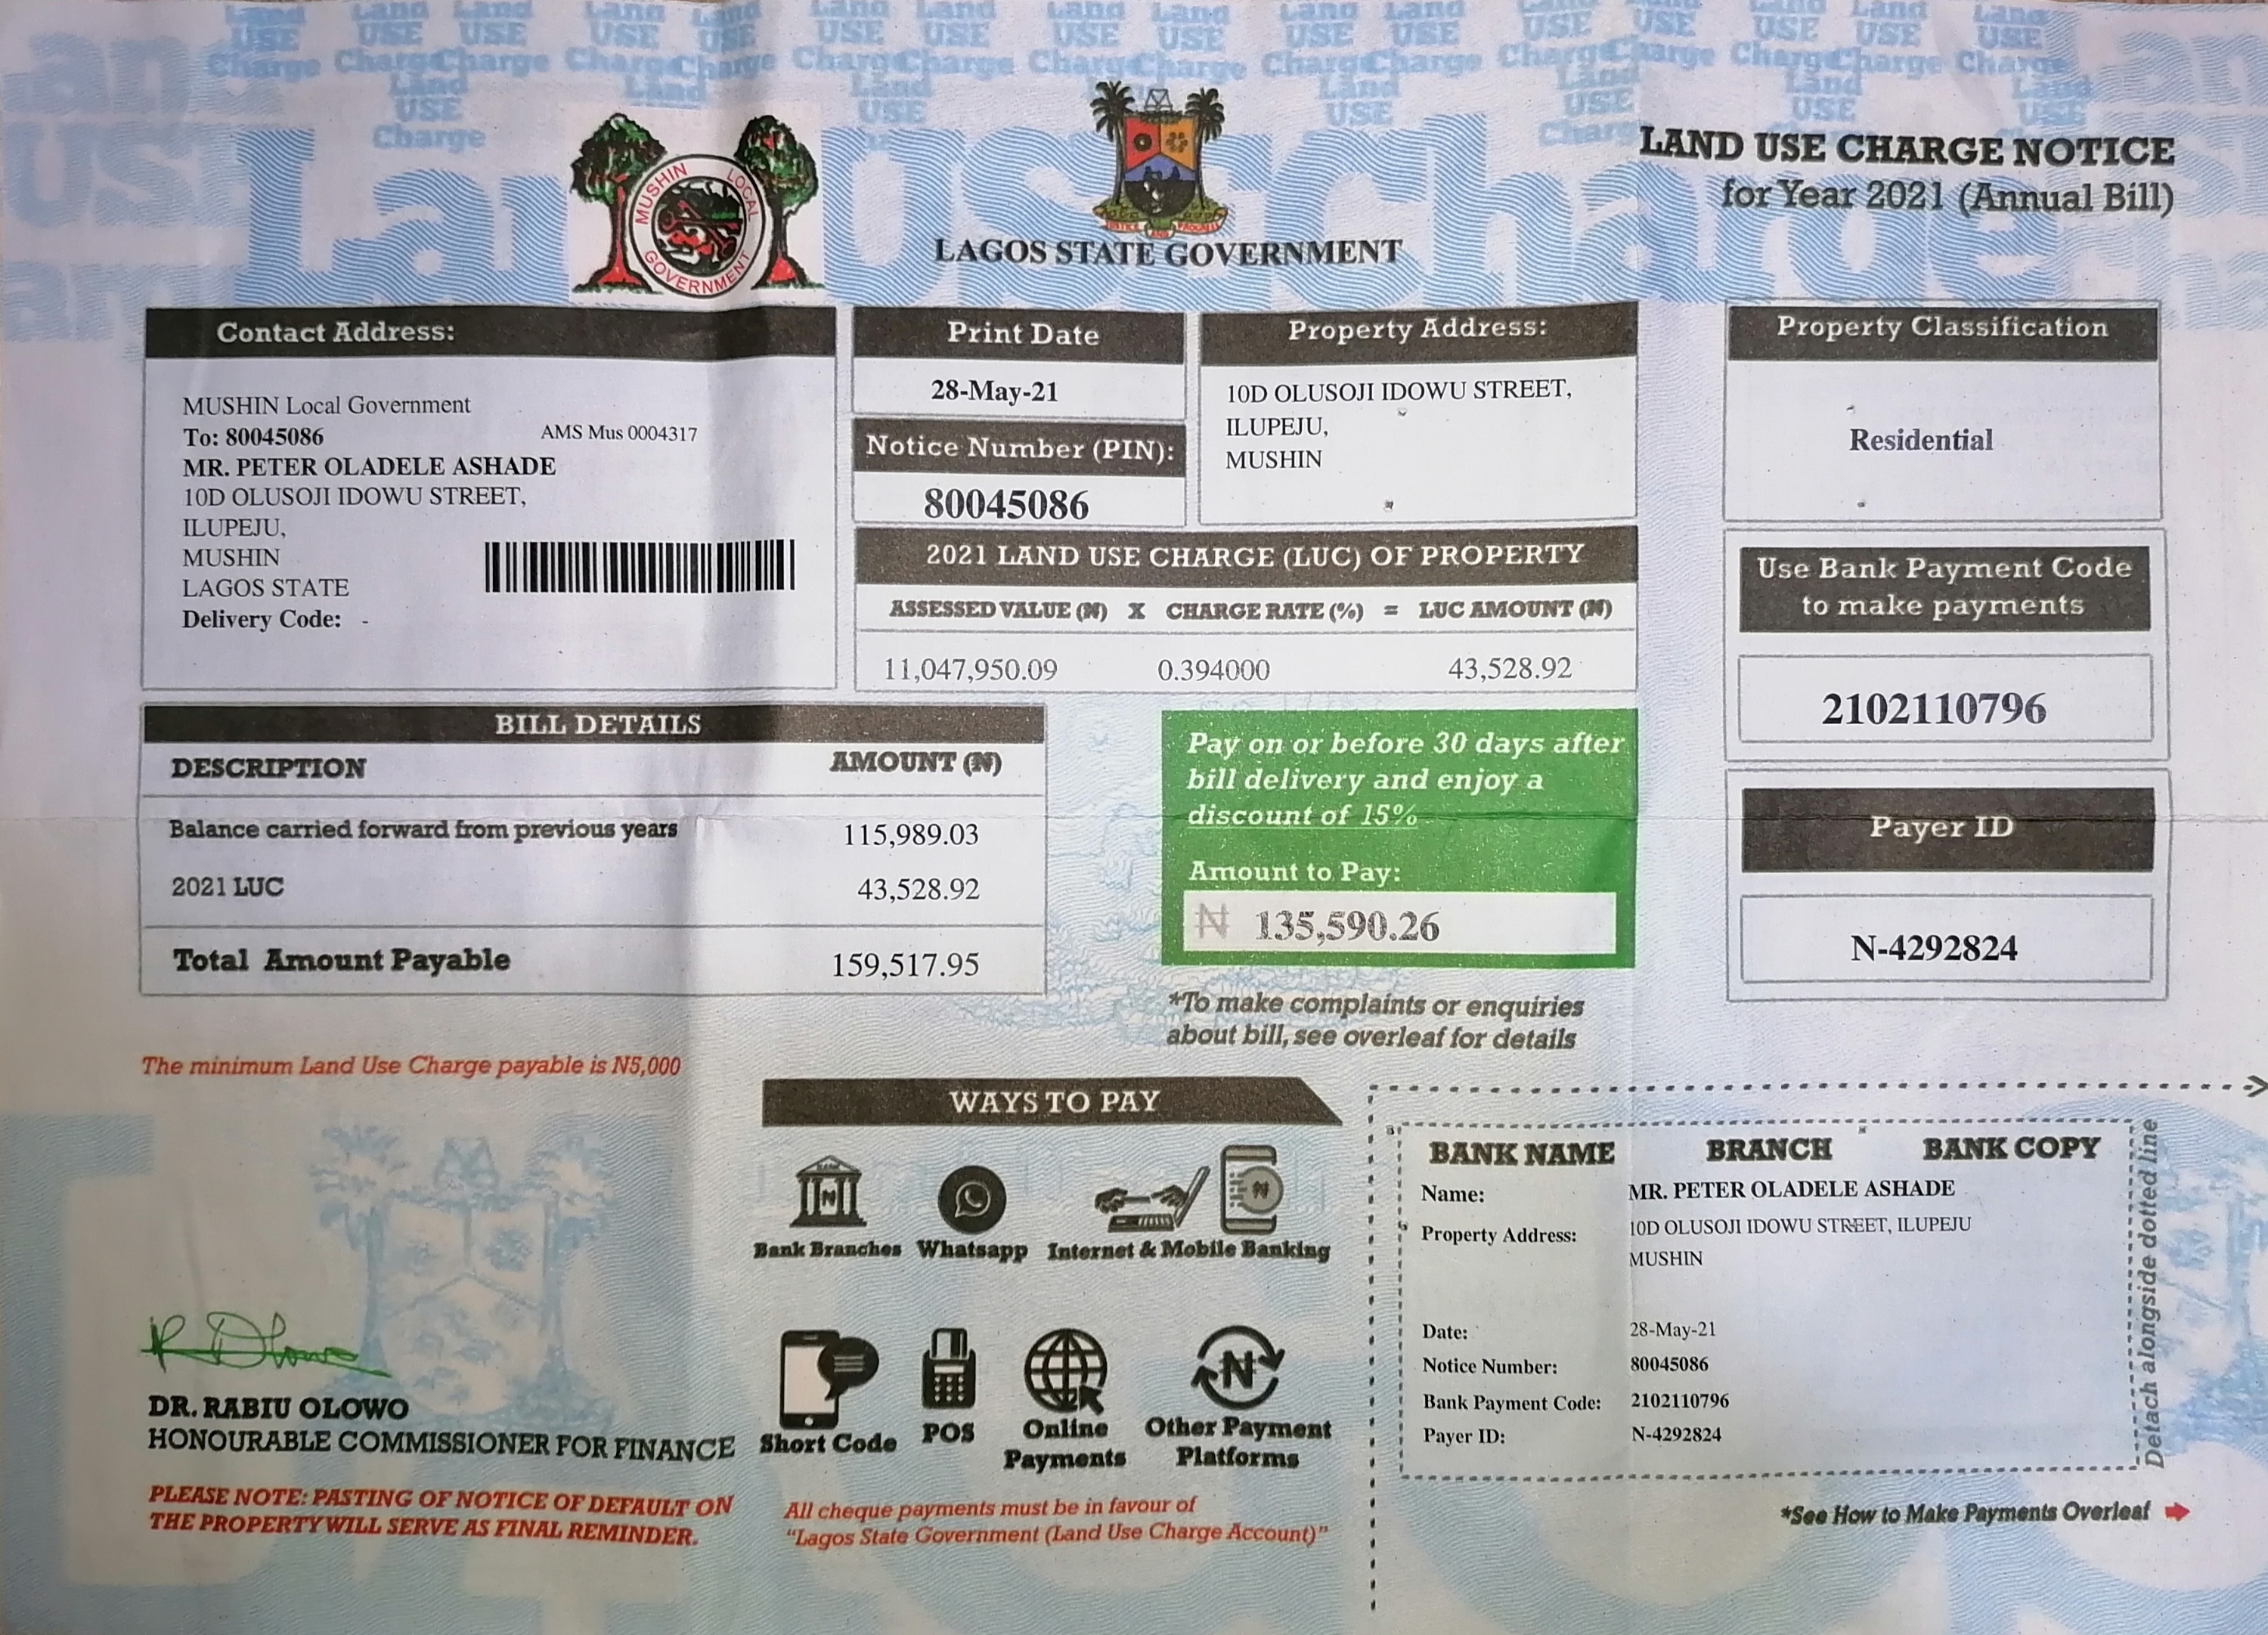 MUSHIN LOCAL
GOVERNMENT
LAGOS STATE GOVERNMENT
LAND USE CHARGE NOTICE
for Year 2021 (Annual Bill)
Contact Address:
MUSHIN Local Government
To: 80045086 AMS Mus 0004317
MR. PETER OLADELE ASHADE
10D OLUSOJI IDOWU STREET,
ILUPEJU,
MUSHIN
LAGOS STATE
Delivery Code: -
Print Date
28-May-21
Notice Number (PIN):
80045086
Property Address:
10D OLUSOJI IDOWU STREET,
ILUPEJU,
MUSHIN
Property Classification
Residential
2021 LAND USE CHARGE (LUC) OF PROPERTY
ASSESSED VALUE (₦) X CHARGE RATE (%) = LUC AMOUNT (₦)
11,047,950.09 0.394000 43,528.92
Use Bank Payment Code
to make payments
2102110796
BILL DETAILS
DESCRIPTION AMOUNT (₦)
Balance carried forward from previous years 115,989.03
2021 LUC 43,528.92
Total Amount Payable 159,517.95
Pay on or before 30 days after
bill delivery and enjoy a
discount of 15%
Amount to Pay:
₦ 135,590.26
Payer ID
N-4292824
*To make complaints or enquiries
about bill, see overleaf for details
The minimum Land Use Charge payable is N5,000
WAYS TO PAY
Bank Branches Whatsapp Internet & Mobile Banking
Short Code POS Online Payments Other Payment Platforms
DR. RABIU OLOWO
HONOURABLE COMMISSIONER FOR FINANCE
PLEASE NOTE: PASTING OF NOTICE OF DEFAULT ON
THE PROPERTY WILL SERVE AS FINAL REMINDER.
All cheque payments must be in favour of
"Lagos State Government (Land Use Charge Account)"
BANK NAME BRANCH BANK COPY
Name: MR. PETER OLADELE ASHADE
Property Address: 10D OLUSOJI IDOWU STREET, ILUPEJU
MUSHIN
Date: 28-May-21
Notice Number: 80045086
Bank Payment Code: 2102110796
Payer ID: N-4292824
Detach alongside dotted line
*See How to Make Payments Overleaf